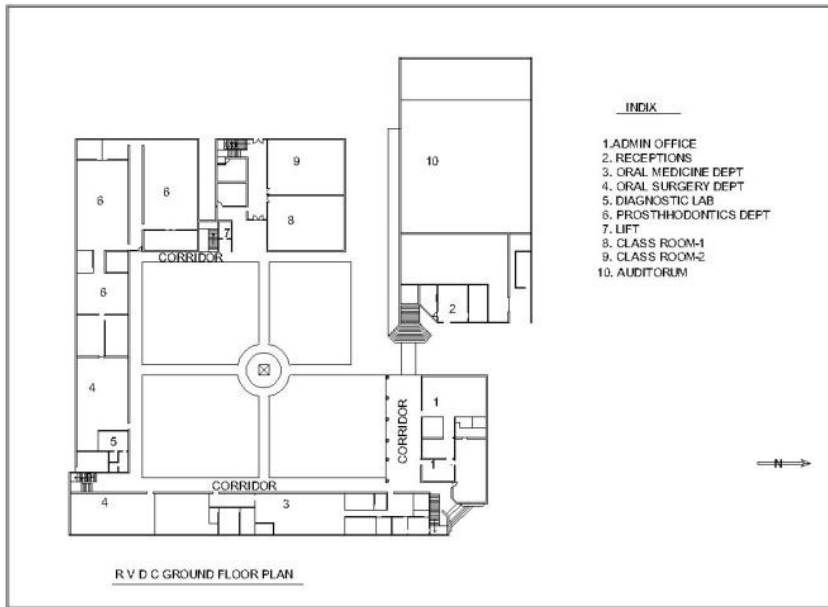 INDIX
1.ADMIN OFFICE
2. RECEPTIONS
3. ORAL MEDICINE DEPT
4. ORAL SURGERY DEPT
5. DIAGNOSTIC LAB
6. PROSTHHODONTICS DEPT
7. LIFT
8. CLASS ROOM-1
9. CLASS ROOM-2
10. AUDITORUM
10
9
6
6
8
7
CORRIDOR
6
2
4
1
CORRIDOR
5
1
N
CORRIDOR
4
3
R V D C GROUND FLOOR PLAN